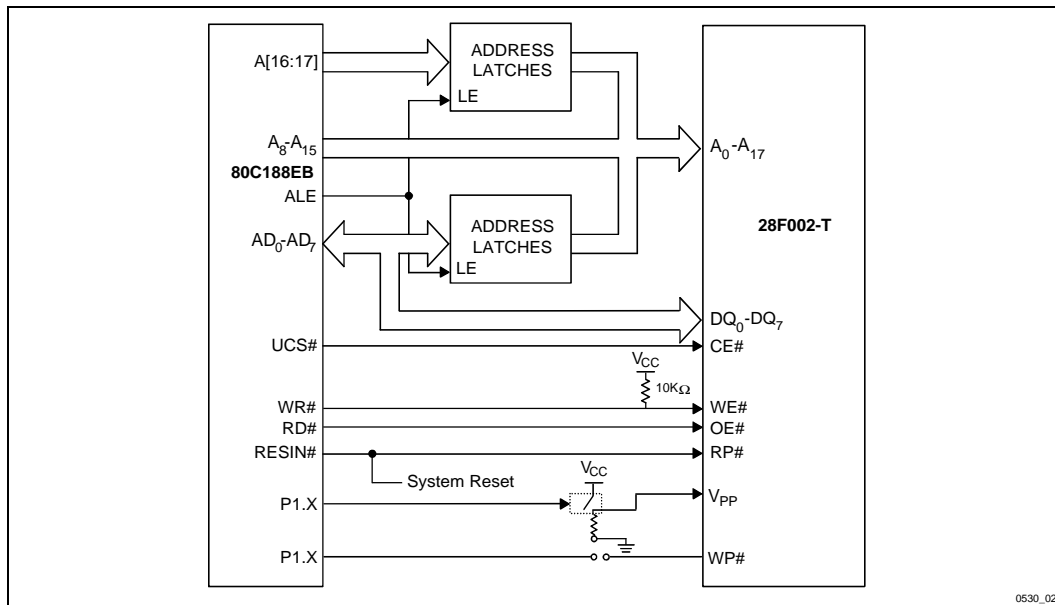 A[16:17]
ADDRESS
LATCHES
LE
A8-A15
80C188EB
ALE
A0-A17
28F002-T
AD0-AD7
ADDRESS
LATCHES
LE
DQ0-DQ7
UCS#
CE#
VCC
10KΩ
WR#
WE#
RD#
OE#
RESIN#
RP#
System Reset
VCC
P1.X
VPP
P1.X
WP#
0530_02